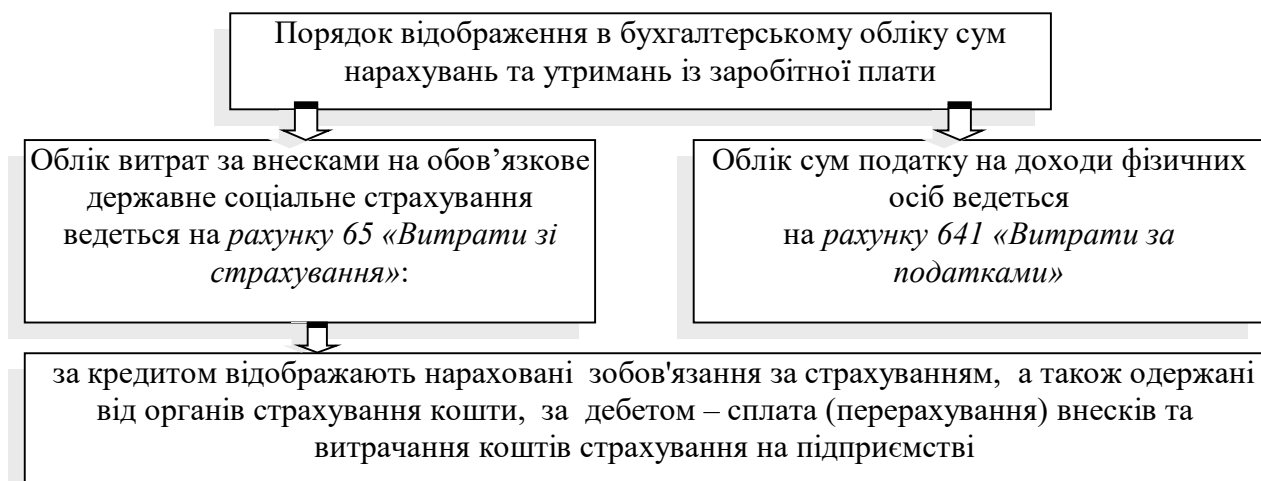 Порядок відображення в бухгалтерському обліку сум
нарахувань та утримань із заробітної плати
Облік витрат за внесками на обов’язкове
державне соціальне страхування
ведеться на рахунку 65 «Витрати зі
страхування»:
Облік сум податку на доходи фізичних
осіб ведеться
на рахунку 641 «Витрати за
податками»
за кредитом відображають нараховані зобов'язання за страхуванням, а також одержані
від органів страхування кошти, за дебетом – сплата (перерахування) внесків та
витрачання коштів страхування на підприємстві